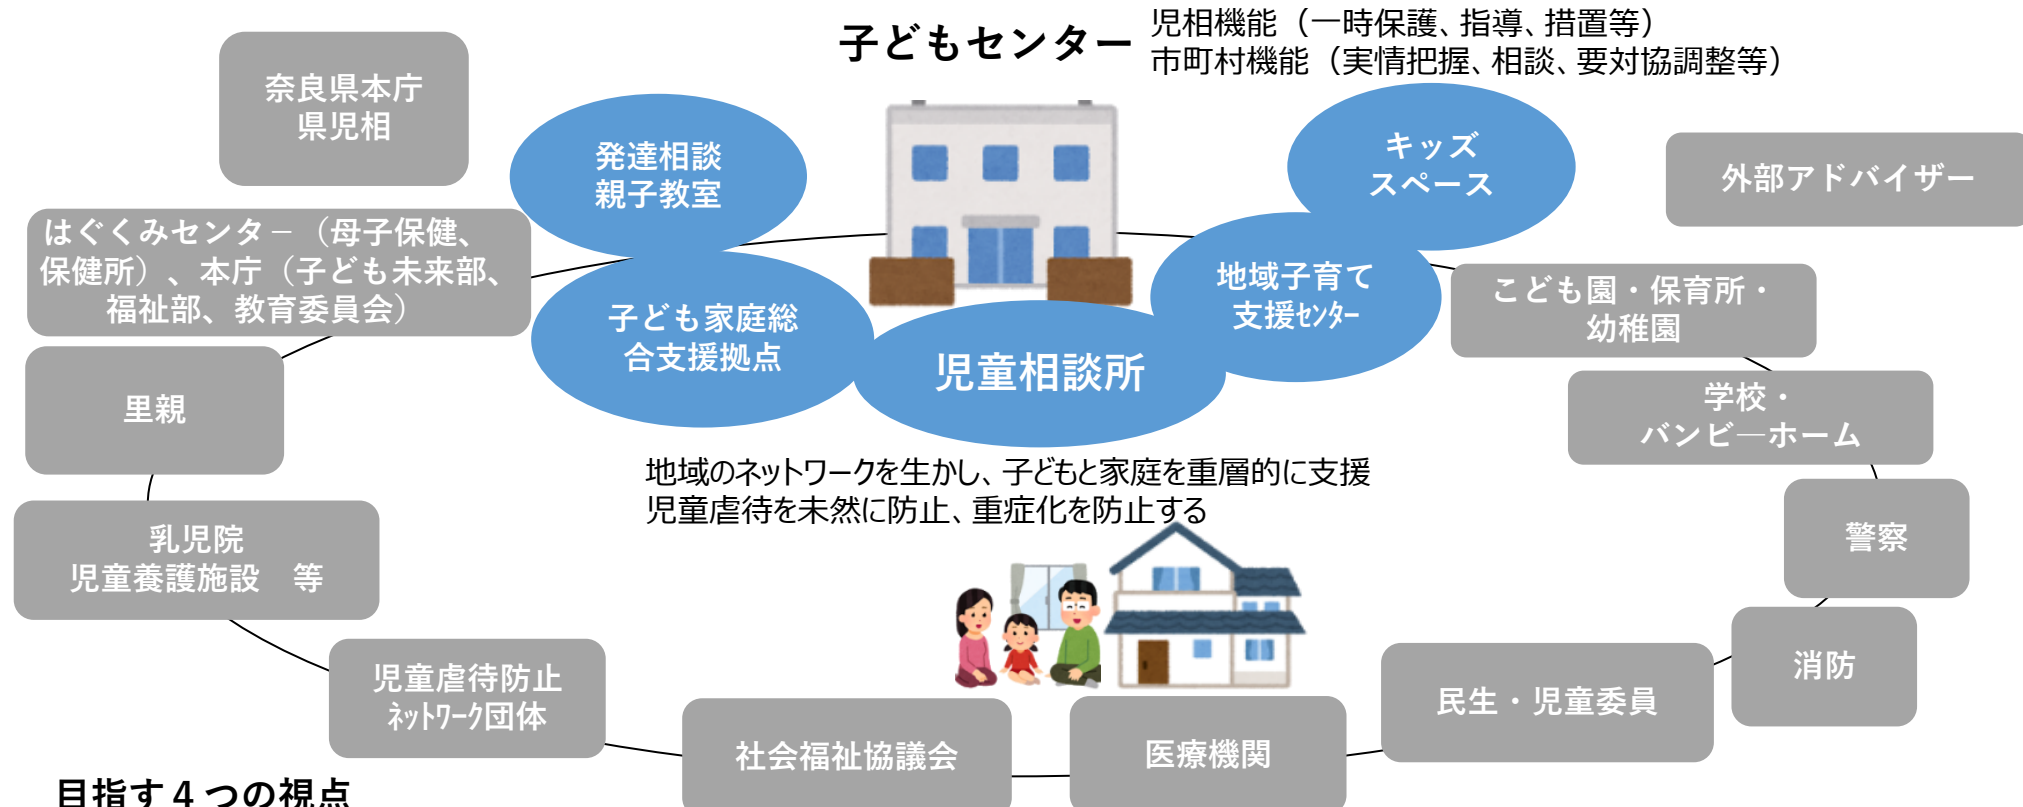 子どもセンター
児相機能（一時保護、指導、措置等）
市町村機能（実情把握、相談、要対協調整等）
奈良県本庁
県児相
発達相談
親子教室
キッズ
スペース
外部アドバイザー
はぐくみセンタ－（母子保健、
保健所）、本庁（子ども未来部、
福祉部、教育委員会）
子ども家庭総
合支援拠点
児童相談所
地域子育て
支援ｾﾝﾀｰ
こども園・保育所・
幼稚園
里親
学校・
バンビ―ホーム
地域のネットワークを生かし、子どもと家庭を重層的に支援
児童虐待を未然に防止、重症化を防止する
乳児院
児童養護施設　等
警察
児童虐待防止
ﾈｯﾄﾜｰｸ団体
消防
民生・児童委員
社会福祉協議会
医療機関
目指す４つの視点